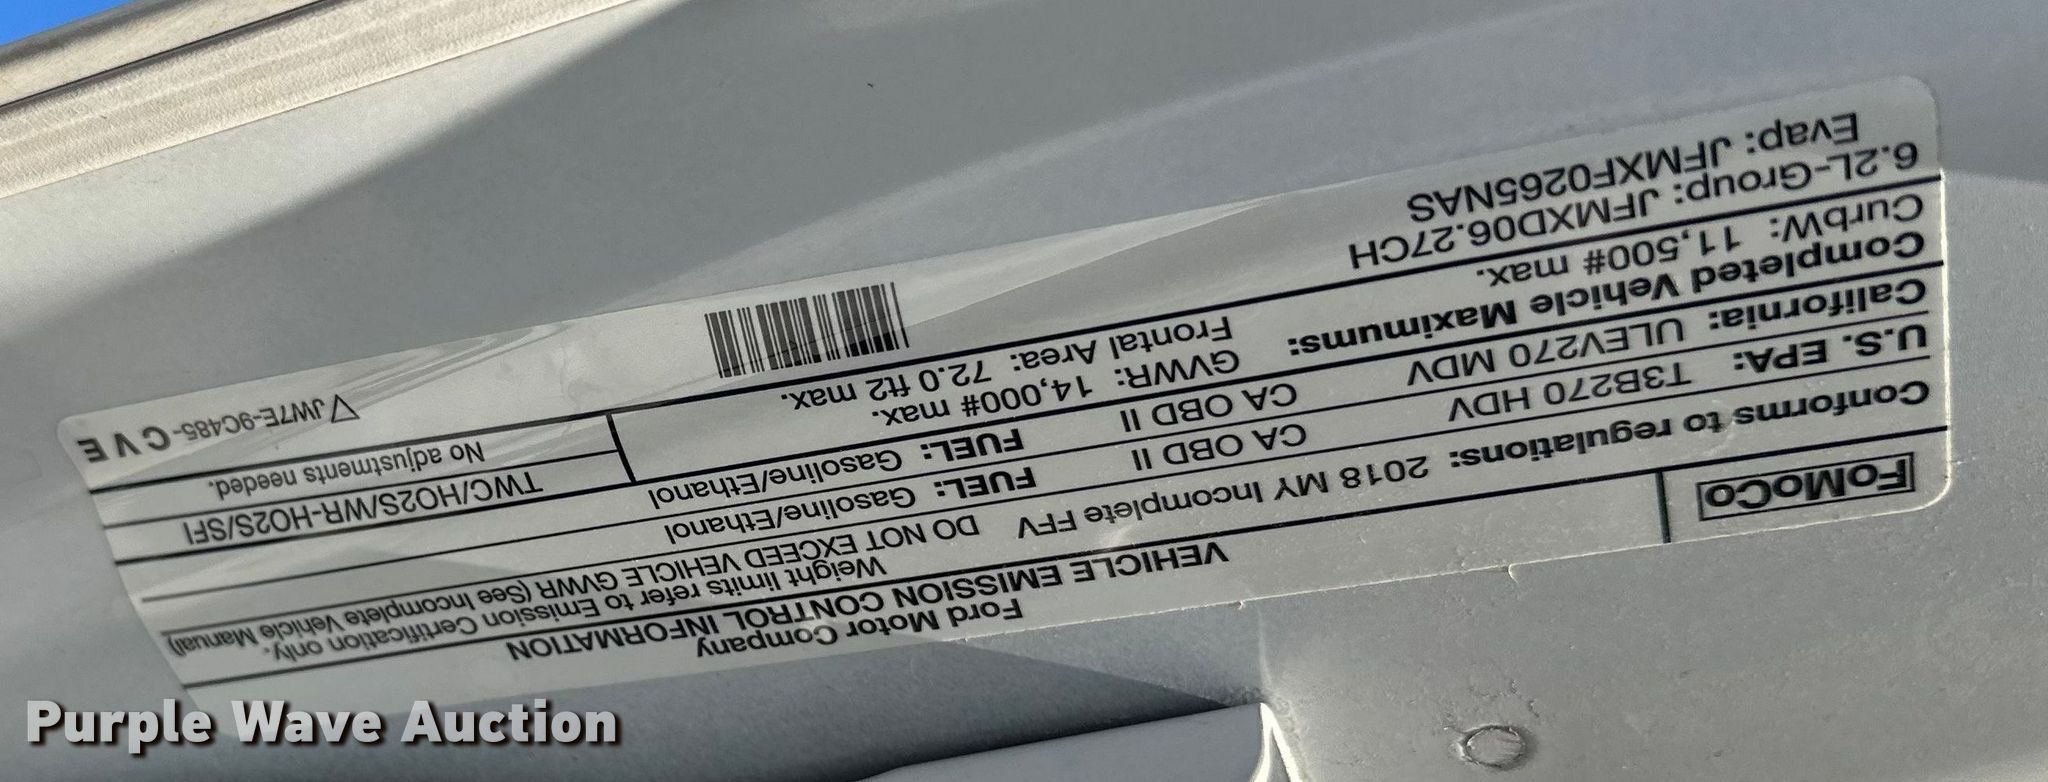 FoMoCo
Ford Motor Company
VEHICLE EMISSION CONTROL INFORMATION
Conforms to regulations: 2018 MY Incomplete FFV
Weight limits refer to Emission Certification only.
DO NOT EXCEED VEHICLE GVWR (See Incomplete Vehicle Manual)
U.S. EPA: T3B270 HDV CA OBD II FUEL: Gasoline/Ethanol
California: ULEV270 MDV CA OBD II FUEL: Gasoline/Ethanol
Completed Vehicle Maximums: GVWR: 14,000# max.
CurbW: 11,500# max. Frontal Area: 72.0 ft2 max.
TWC/HO2S/WR-HO2S/SFI
No adjustments needed.
6.2L-Group: JFMXD06.27CH
Evap: JFMXF0265NAS
JW7E-9C485-CVE
Purple Wave Auction